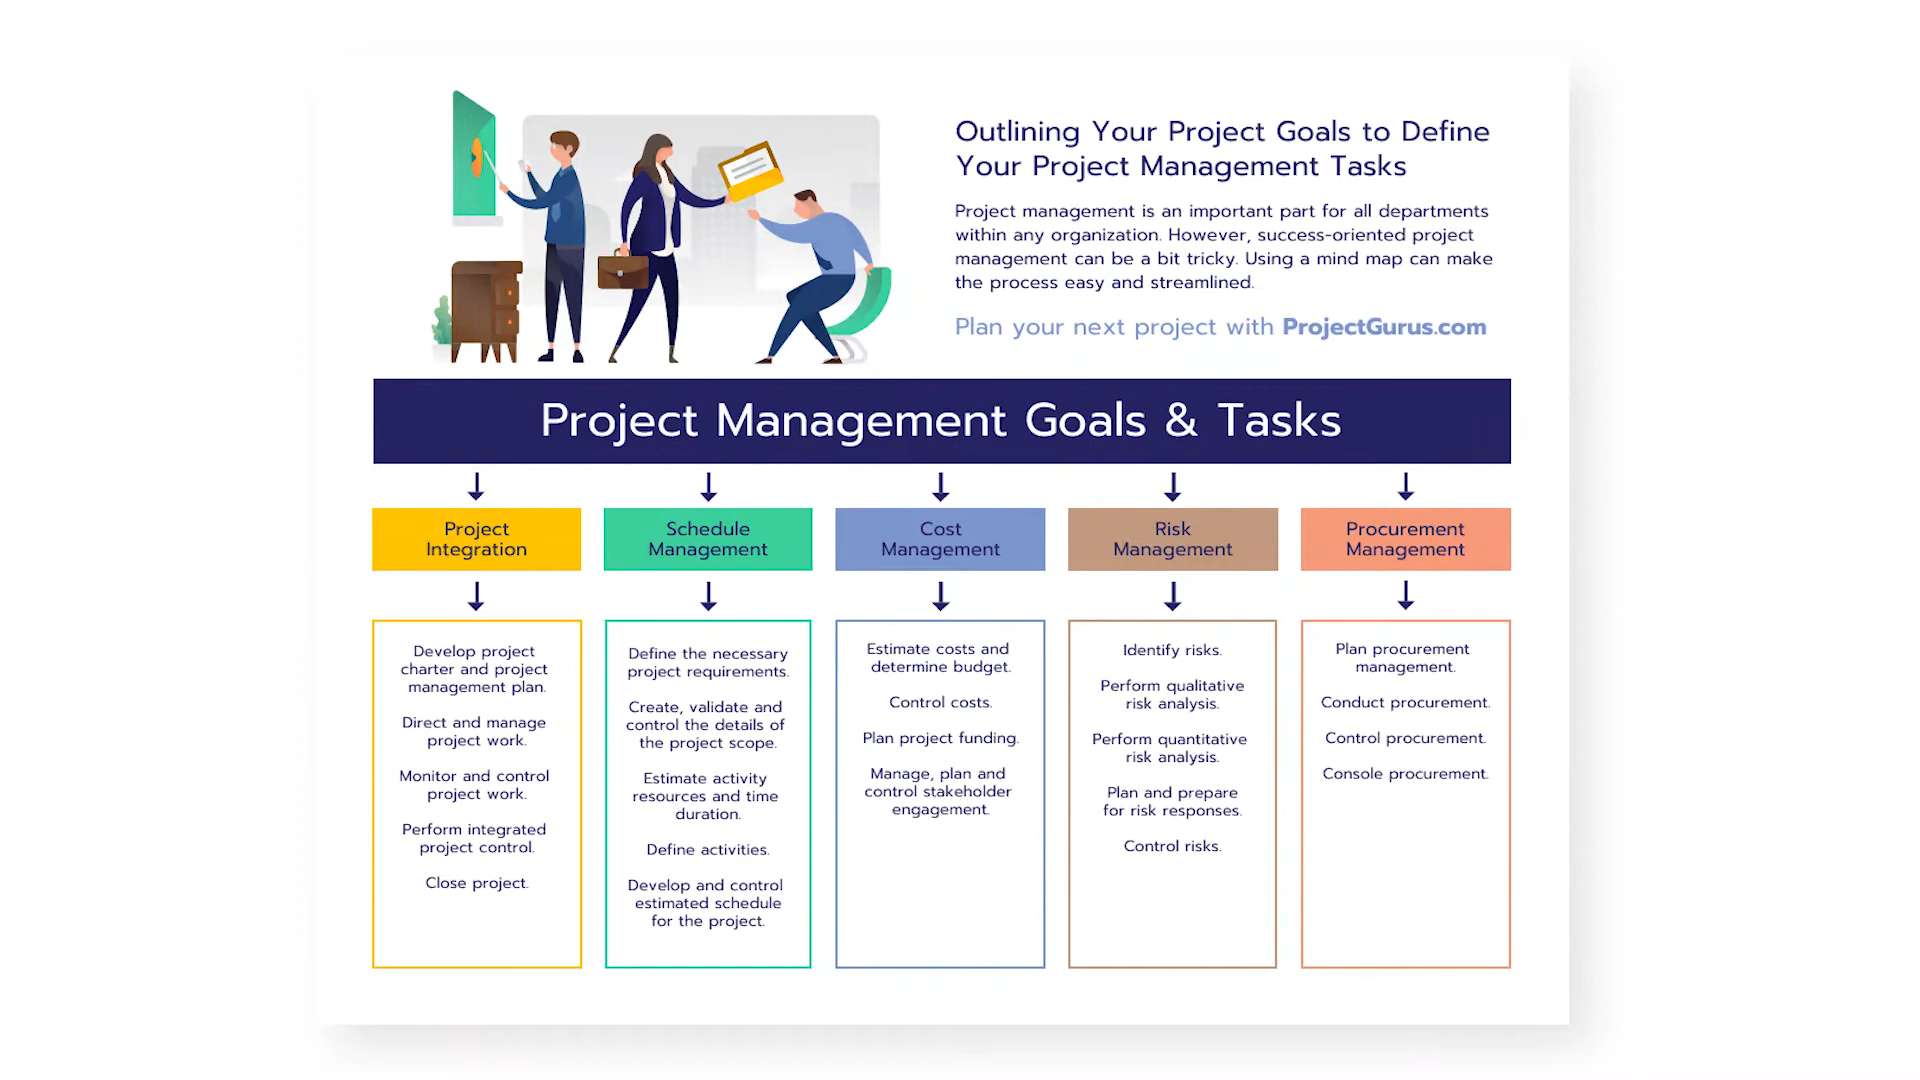 Outlining Your Project Goals to Define
Your Project Management Tasks
Project management is an important part for all departments
within any organization. However, success-oriented project
management can be a bit tricky. Using a mind map can make
the process easy and streamlined.
Plan your next project with ProjectGurus.com
Project Management Goals & Tasks
Project
Integration
Develop project
charter and project
management plan.
Direct and manage
project work.
Monitor and control
project work.
Perform integrated
project control.
Close project.
Schedule
Management
Define the necessary
project requirements.
Create, validate and
control the details of
the project scope.
Estimate activity
resources and time
duration.
Define activities.
Develop and control
estimated schedule
for the project.
Cost
Management
Estimate costs and
determine budget.
Control costs.
Plan project funding.
Manage, plan and
control stakeholder
engagement.
Risk
Management
Identify risks.
Perform qualitative
risk analysis.
Perform quantitative
risk analysis.
Plan and prepare
for risk responses.
Control risks.
Procurement
Management
Plan procurement
management.
Conduct procurement.
Control procurement.
Console procurement.